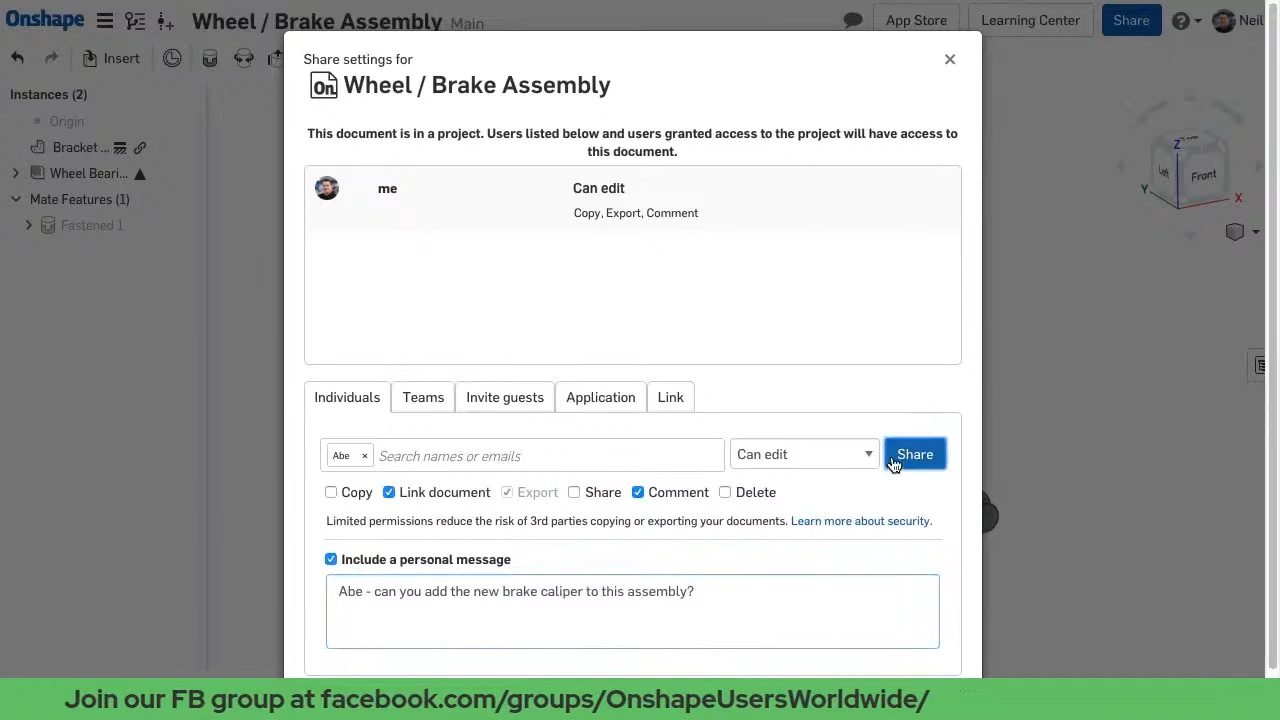 Onshape Wheel / Brake Assembly Main App Store Learning Center Share Neil
Insert
Share settings for
Wheel / Brake Assembly
Instances (2)
Origin
Bracket ...
Wheel Beari...
Mate Features (1)
Fastened 1
This document is in a project. Users listed below and users granted access to the project will have access to
this document.
me Can edit
Copy, Export, Comment
Z
Left Front
Y X
Individuals Teams Invite guests Application Link
Abe × Search names or emails Can edit Share
Copy Link document Export Share Comment Delete
Limited permissions reduce the risk of 3rd parties copying or exporting your documents. Learn more about security.
Include a personal message
Abe - can you add the new brake caliper to this assembly?
Join our FB group at facebook.com/groups/OnshapeUsersWorldwide/